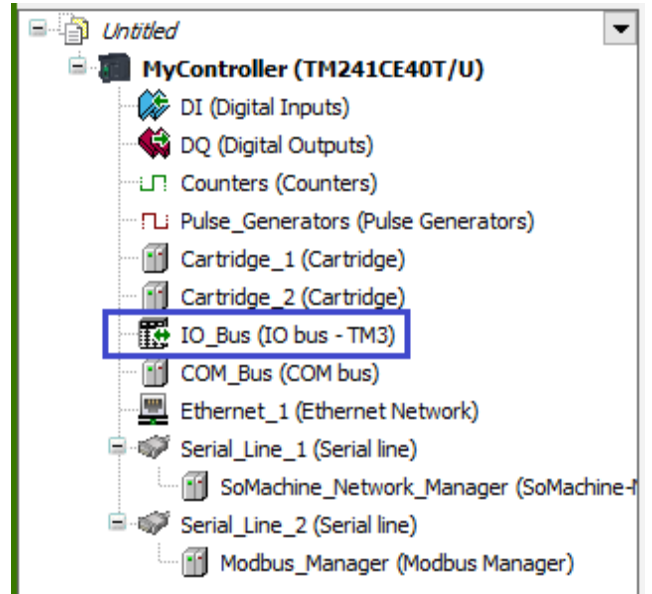 Untitled
MyController (TM241CE40T/U)
DI (Digital Inputs)
DQ (Digital Outputs)
Counters (Counters)
Pulse_Generators (Pulse Generators)
Cartridge_1 (Cartridge)
Cartridge_2 (Cartridge)
IO_Bus (IO bus - TM3)
COM_Bus (COM bus)
Ethernet_1 (Ethernet Network)
Serial_Line_1 (Serial line)
SoMachine_Network_Manager (SoMachine-
Serial_Line_2 (Serial line)
Modbus_Manager (Modbus Manager)